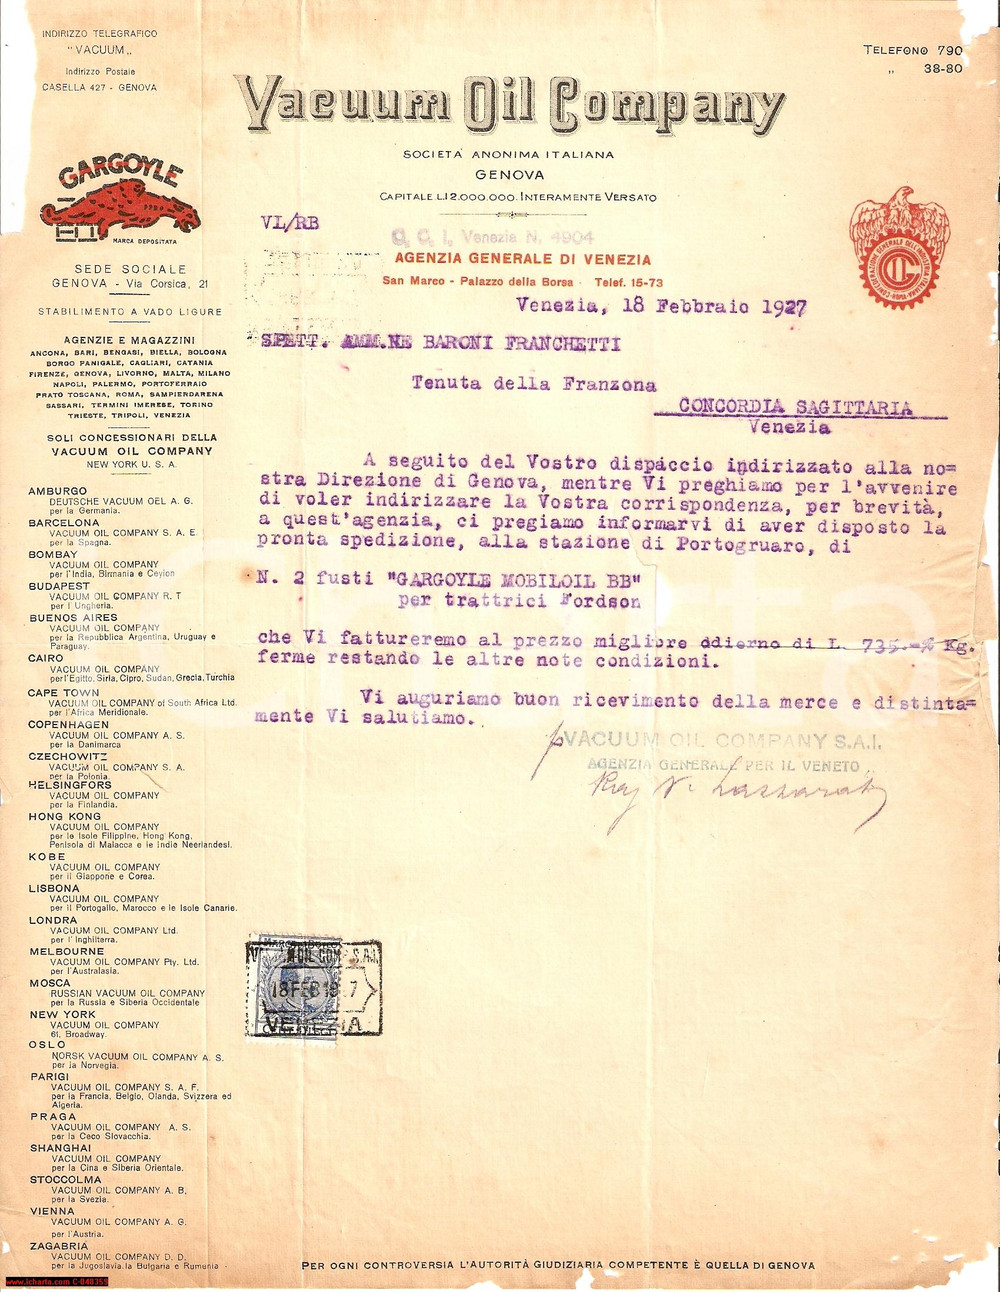 INDIRIZZO TELEGRAFICO
"VACUUM„
Indirizzo Postale
CASELLA 427 - GENOVA
TELEFONO 790
„ 38-80
Vacuum Oil Company
SOCIETÀ ANONIMA ITALIANA
GENOVA
CAPITALE L.12.000.000. INTERAMENTE VERSATO
GARGOYLE
MARCA DEPOSITATA
SEDE SOCIALE
GENOVA - Via Corsica, 21
STABILIMENTO A VADO LIGURE
AGENZIE E MAGAZZINI
ANCONA, BARI, BENGASI, BIELLA, BOLOGNA
BORGO PANIGALE, CAGLIARI, CATANIA
FIRENZE, GENOVA, LIVORNO, MALTA, MILANO
NAPOLI, PALERMO, PORTOFERRAIO
PRATO TOSCANA, ROMA, SAMPIERDARENA
SASSARI, TERMINI IMERESE, TORINO
TRIESTE, TRIPOLI, VENEZIA
SOLI CONCESSIONARI DELLA
VACUUM OIL COMPANY
NEW YORK U. S. A.
AMBURGO
DEUTSCHE VACUUM OEL A. G.
per la Germania.
BARCELONA
VACUUM OIL COMPANY S. A. E.
per la Spagna.
BOMBAY
VACUUM OIL COMPANY
per l'India, Birmania e Ceylon
BUDAPEST
VACUUM OIL COMPANY R. T
per l'Ungheria.
BUENOS AIRES
VACUUM OIL COMPANY
per la Repubblica Argentina, Uruguay e
Paraguay.
CAIRO
VACUUM OIL COMPANY
per l'Egitto, Siria, Cipro, Sudan, Grecia, Turchia
CAPE TOWN
VACUUM OIL COMPANY of South Africa Ltd.
per l'Africa Meridionale.
COPENHAGEN
VACUUM OIL COMPANY A. S.
per la Danimarca
CZECHOWITZ
VACUUM OIL COMPANY S. A.
per la Polonia.
HELSINGFORS
VACUUM OIL COMPANY
per la Finlandia.
HONG KONG
VACUUM OIL COMPANY
per le Isole Filippine, Hong Kong,
Penisola di Malacca e le Indie Neerlandesi.
KOBE
VACUUM OIL COMPANY
per il Giappone e Corea.
LISBONA
VACUUM OIL COMPANY
per il Portogallo, Marocco e le Isole Canarie.
LONDRA
VACUUM OIL COMPANY Ltd.
per l'Inghilterra.
MELBOURNE
VACUUM OIL COMPANY Pty. Ltd.
per l'Australasia.
MOSCA
RUSSIAN VACUUM OIL COMPANY
per la Russia e Siberia Occidentale
NEW YORK
VACUUM OIL COMPANY
61, Broadway.
OSLO
NORSK VACUUM OIL COMPANY A. S.
per la Norvegia.
PARIGI
VACUUM OIL COMPANY S. A. F.
per la Francia, Belgio, Olanda, Svizzera ed
Algeria.
PRAGA
VACUUM OIL COMPANY A. S.
per la Ceco Slovacchia.
SHANGHAI
VACUUM OIL COMPANY
per la Cina e Siberia Orientale.
STOCCOLMA
VACUUM OIL COMPANY A. B.
per la Svezia.
VIENNA
VACUUM OIL COMPANY A. G.
per l'Austria.
ZAGABRIA
VACUUM OIL COMPANY D. D.
per la Jugoslavia la Bulgaria e Rumenia
VL/RB
C. C. I. Venezia N. 4904
AGENZIA GENERALE DI VENEZIA
San Marco - Palazzo della Borsa - Telef. 15-73
Venezia, 18 Febbraio 1927
SPETT. AMM.NE BARONI FRANCHETTI
Tenuta della Franzona
CONCORDIA SAGITTARIA
Venezia
A seguito del Vostro dispaccio indirizzato alla no=
stra Direzione di Genova, mentre Vi preghiamo per l'avvenire
di voler indirizzare la Vostra corrispondenza, per brevità,
a quest'agenzia, ci pregiamo informarvi di aver disposto la
pronta spedizione, alla stazione di Portogruaro, di
N. 2 fusti "GARGOYLE MOBILOIL BB"
per trattrici Fordson
che Vi fattureremo al prezzo miglibre odierno di L. 735.-% Kg.
ferme restando le altre note condizioni.
Vi auguriamo buon ricevimento della merce e distinta=
mente Vi salutiamo.
p VACUUM OIL COMPANY S.A.I.
AGENZIA GENERALE PER IL VENETO
18 FEB 1927
VENEZIA
PER OGNI CONTROVERSIA L'AUTORITÀ GIUDIZIARIA COMPETENTE È QUELLA DI GENOVA
www.icharta.com C-040359